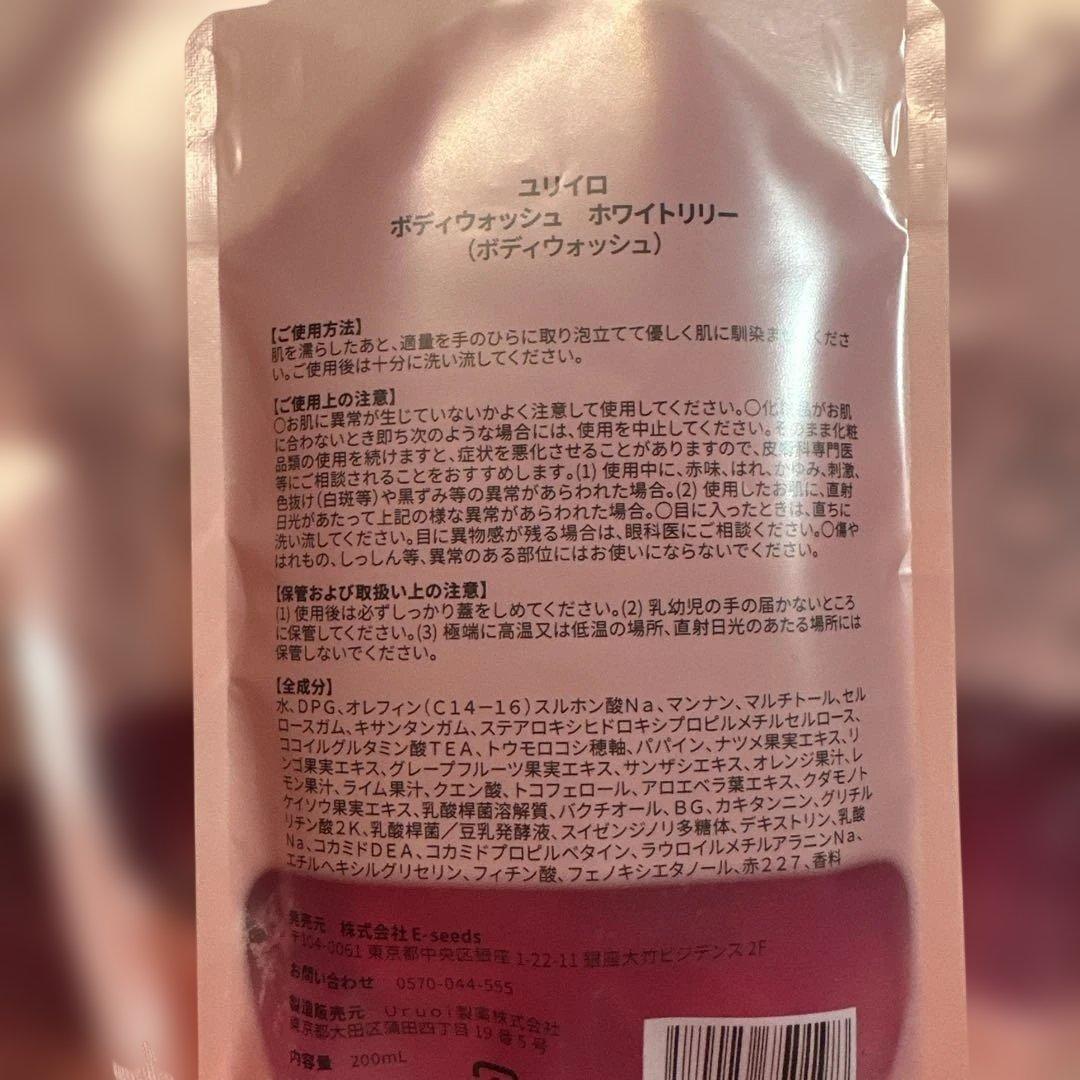 ユリイロ
ボディウォッシュ　ホワイトリリー
(ボディウォッシュ)
【ご使用方法】
肌を濡らしたあと、適量を手のひらに取り泡立てて優しく肌に馴染ま くださ
い。ご使用後は十分に洗い流してください。
【ご使用上の注意】
〇お肌に異常が生じていないかよく注意して使用してください。〇化粧品がお肌
に合わないとき即ち次のような場合には、使用を中止してください。そのまま化粧
品類の使用を続けますと、症状を悪化させることがありますので、皮膚科専門医
等にご相談されることをおすすめします。(1) 使用中に、赤味、はれ、かゆみ、刺激、
色抜け(白斑等)や黒ずみ等の異常があらわれた場合。(2) 使用したお肌に、直射
日光があたって上記の様な異常があらわれた場合。〇目に入ったときは、直ちに
洗い流してください。目に異物感が残る場合は、眼科医にご相談ください。〇傷や
はれもの、しっしん等、異常のある部位にはお使いにならないでください。
【保管および取扱い上の注意】
(1) 使用後は必ずしっかり蓋をしめてください。(2) 乳幼児の手の届かないところ
に保管してください。(3) 極端に高温又は低温の場所、直射日光のあたる場所には
保管しないでください。
【全成分】
水、DPG、オレフィン(C14－16)スルホン酸Na、マンナン、マルチトール、セル
ロースガム、キサンタンガム、ステアロキシヒドロキシプロピルメチルセルロース、
ココイルグルタミン酸TEA、トウモロコシ穂軸、パパイン、ナツメ果実エキス、リ
ンゴ果実エキス、グレープフルーツ果実エキス、サンザシエキス、オレンジ果汁、レ
モン果汁、ライム果汁、クエン酸、トコフェロール、アロエベラ葉エキス、クダモノト
ケイソウ果実エキス、乳酸桿菌溶解質、バクチオール、BG、カキタンニン、グリチル
リチン酸2K、乳酸桿菌／豆乳発酵液、スイゼンジノリ多糖体、デキストリン、乳酸
Na、コカミドDEA、コカミドプロピルベタイン、ラウロイルメチルアラニンNa、
エチルヘキシルグリセリン、フィチン酸、フェノキシエタノール、赤227、香料
発売元　株式会社 E-seeds
〒104-0061 東京都中央区銀座 1-22-11 銀座大竹ビジデンス 2F
お問い合わせ　0570-044-555
製造販売元　Uruoi製薬株式会社
東京都大田区蒲田四丁目 19 番 5 号
内容量　200mL